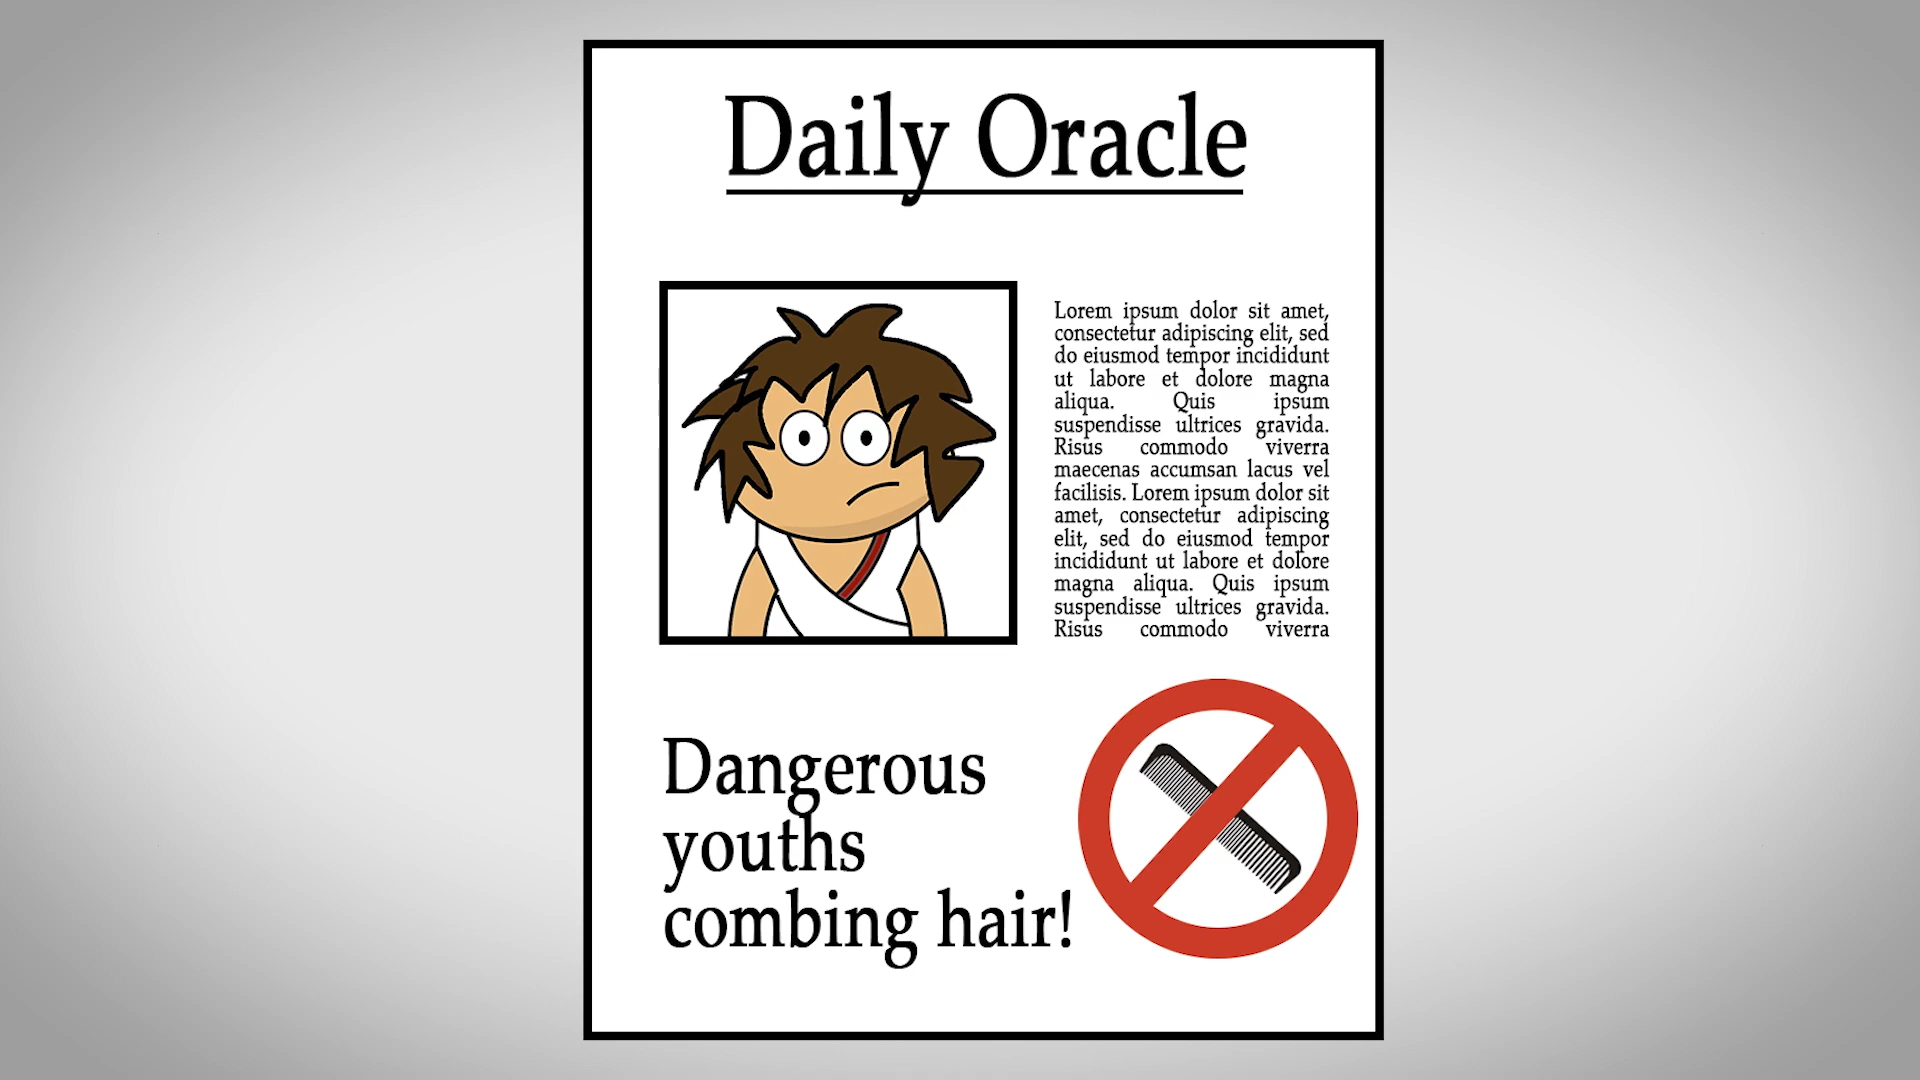 Daily Oracle
Lorem ipsum dolor sit amet,
consectetur adipiscing elit, sed
do eiusmod tempor incididunt
ut labore et dolore magna
aliqua. Quis ipsum
suspendisse ultrices gravida.
Risus commodo viverra
maecenas accumsan lacus vel
facilisis. Lorem ipsum dolor sit
amet, consectetur adipiscing
elit, sed do eiusmod tempor
incididunt ut labore et dolore
magna aliqua. Quis ipsum
suspendisse ultrices gravida.
Risus commodo viverra
Dangerous
youths
combing hair!